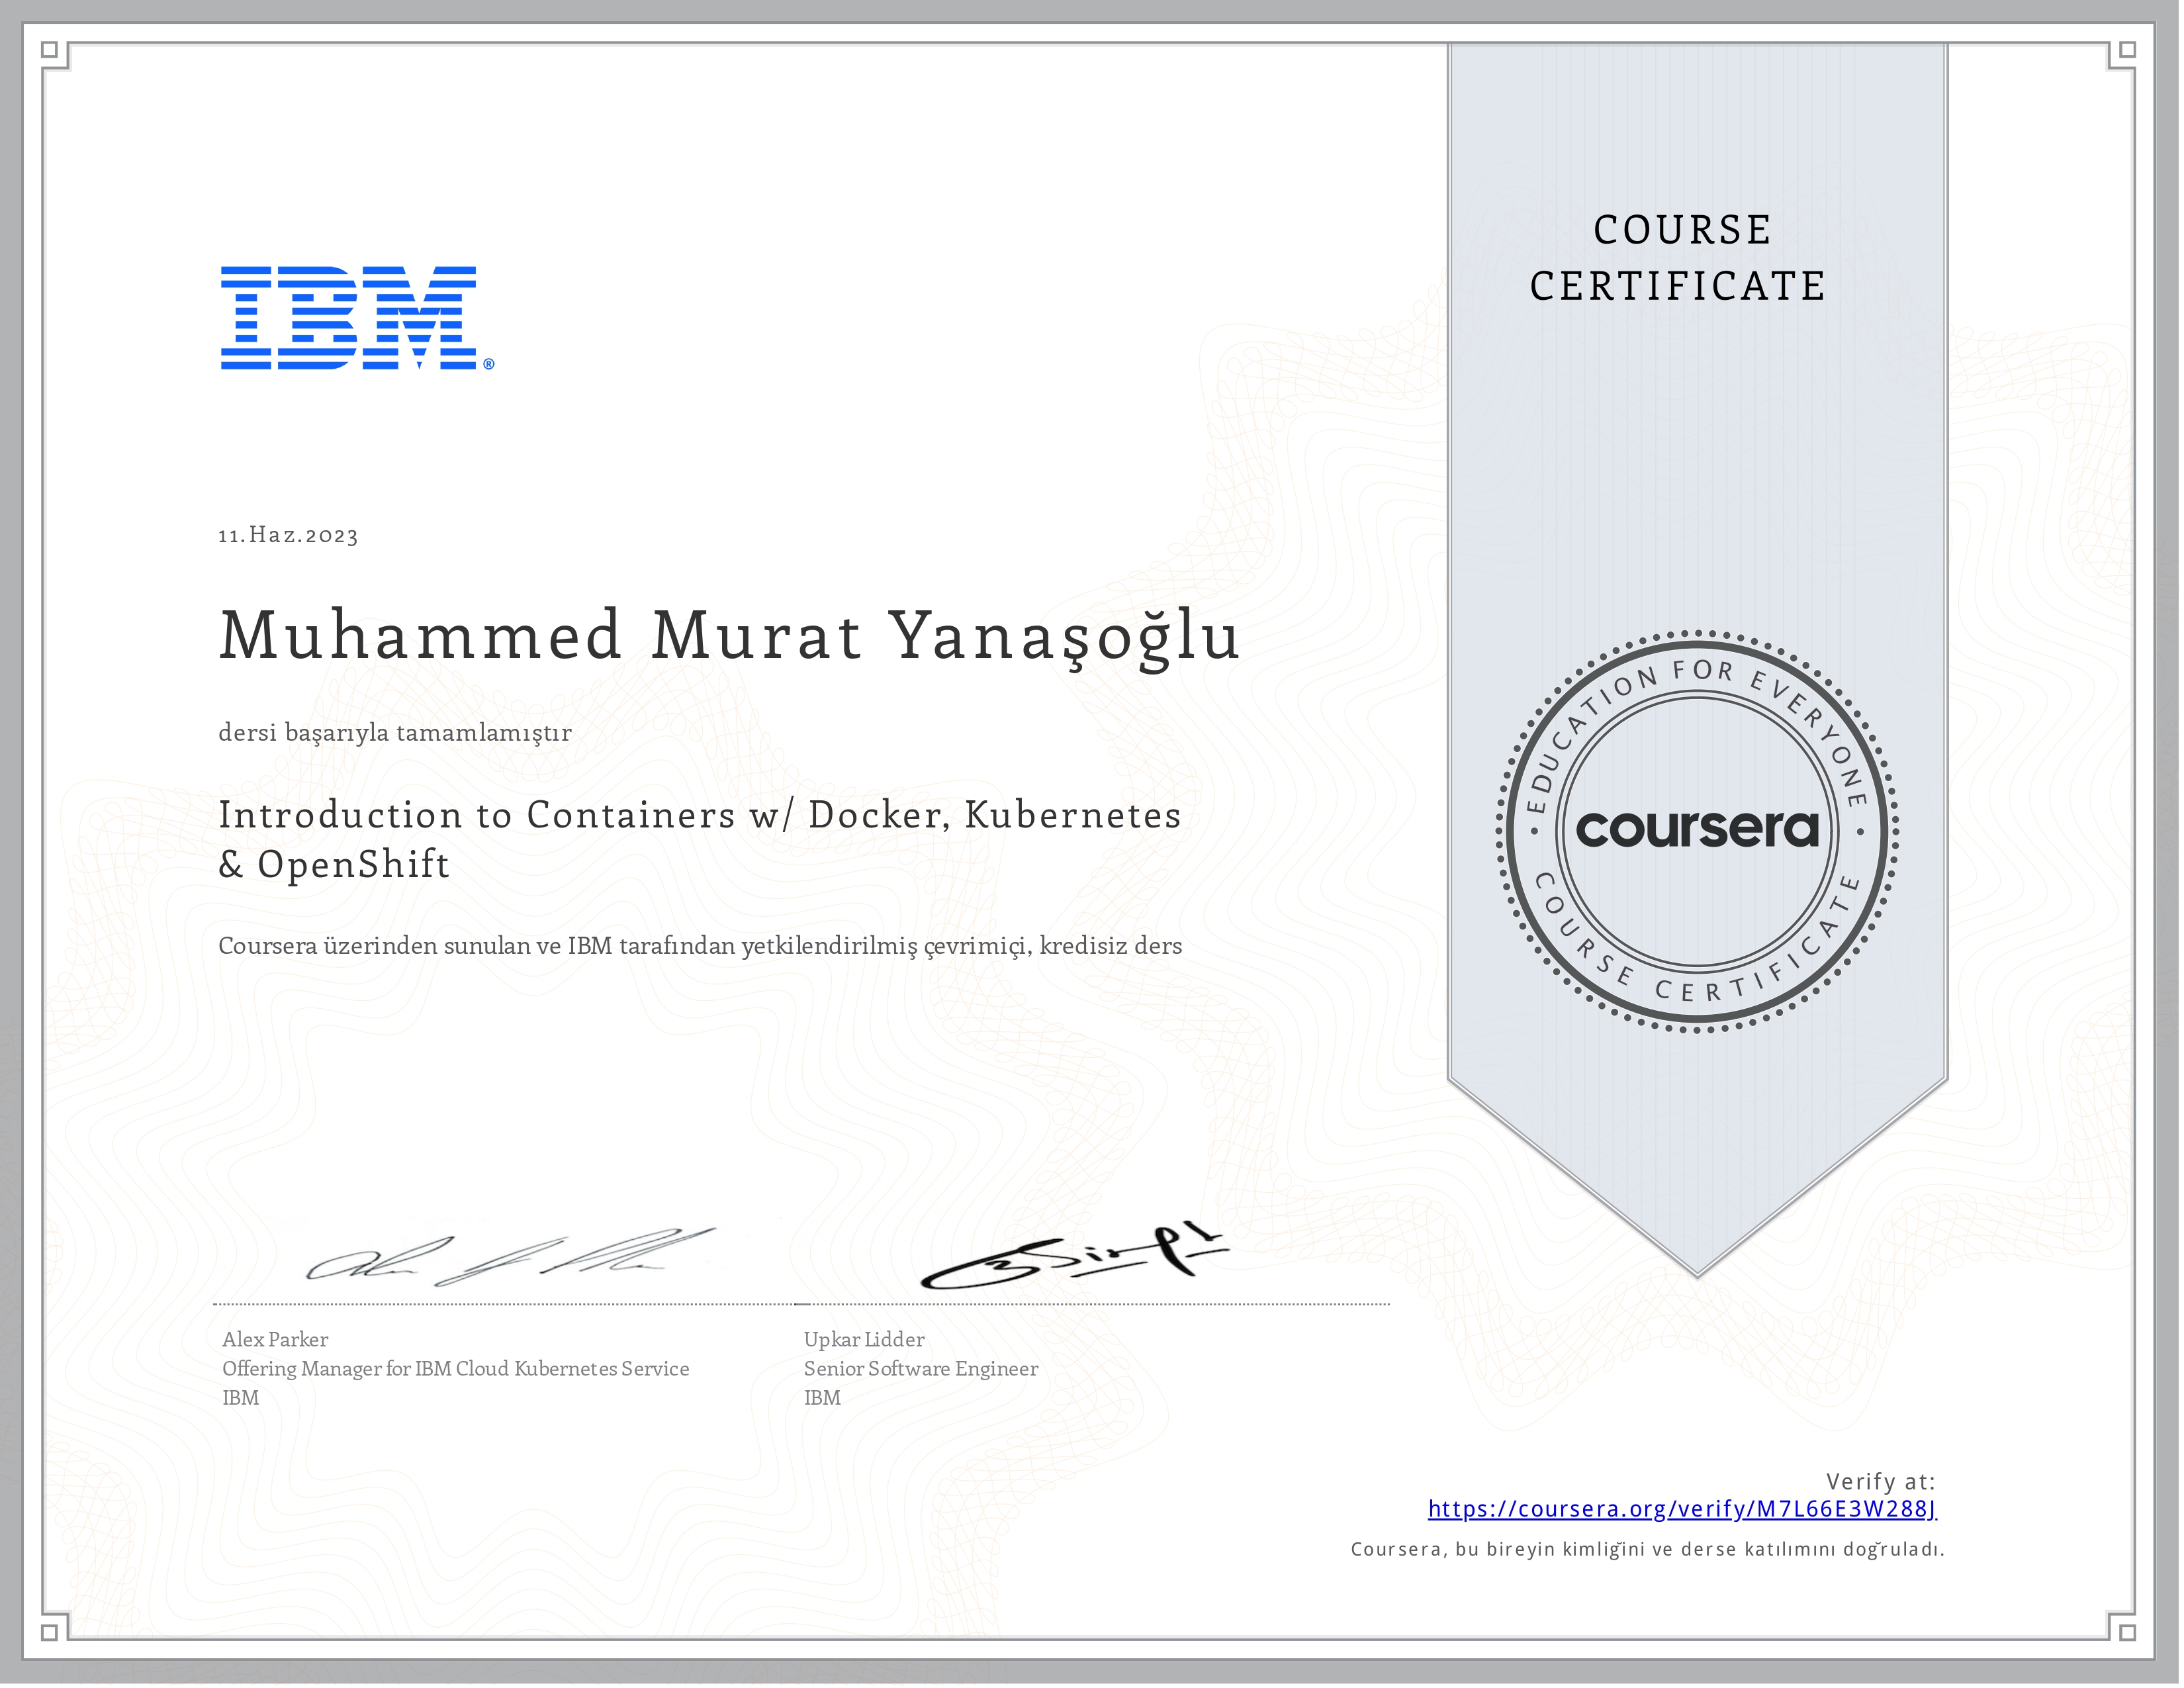 COURSE
CERTIFICATE
IBM®
11.Haz.2023
Muhammed Murat Yanaşoğlu
dersi başarıyla tamamlamıştır
Introduction to Containers w/ Docker, Kubernetes
& OpenShift
Coursera üzerinden sunulan ve IBM tarafından yetkilendirilmiş çevrimiçi, kredisiz ders
• EDUCATION FOR EVERYONE •
coursera
COURSE CERTIFICATE
Alex Parker
Offering Manager for IBM Cloud Kubernetes Service
IBM
Upkar Lidder
Senior Software Engineer
IBM
Verify at:
https://coursera.org/verify/M7L66E3W288J
Coursera, bu bireyin kimliğini ve derse katılımını doğruladı.